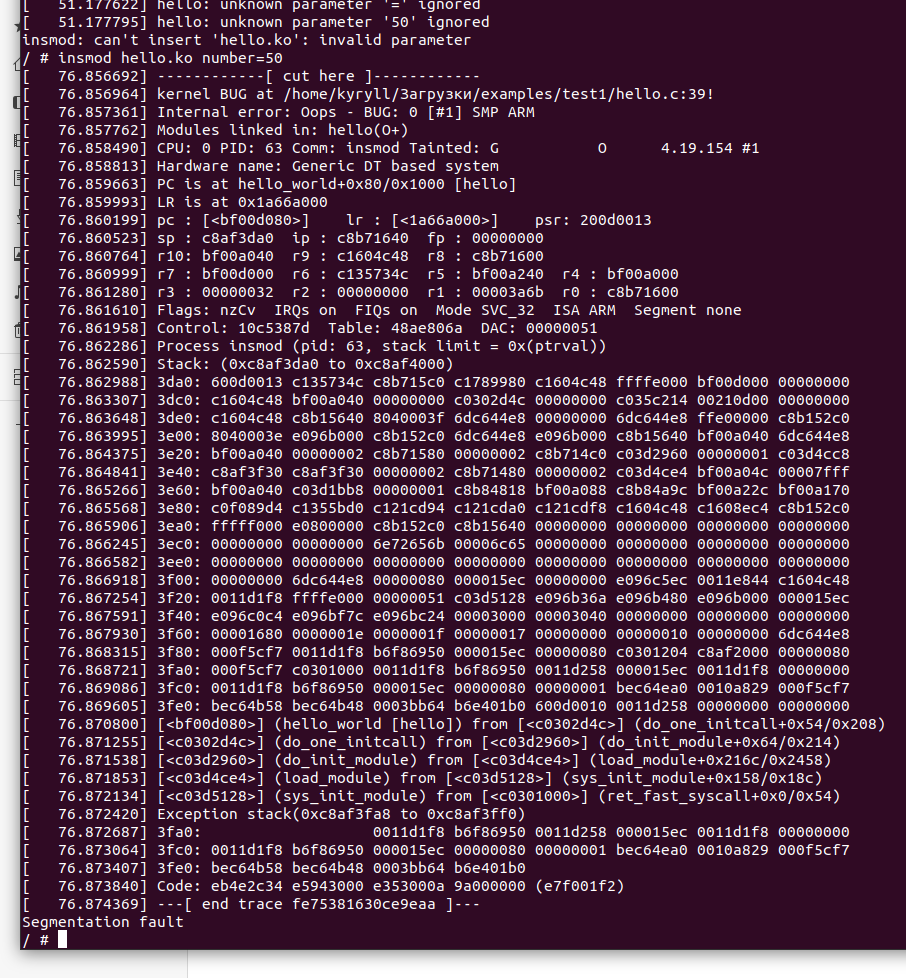 [   51.177622] hello: unknown parameter '=' ignored
[   51.177795] hello: unknown parameter '50' ignored
insmod: can't insert 'hello.ko': invalid parameter
/ # insmod hello.ko number=50
[   76.856692] ------------[ cut here ]------------
[   76.856964] kernel BUG at /home/kyryll/Загрузки/examples/test1/hello.c:39!
[   76.857361] Internal error: Oops - BUG: 0 [#1] SMP ARM
[   76.857762] Modules linked in: hello(O+)
[   76.858490] CPU: 0 PID: 63 Comm: insmod Tainted: G           O      4.19.154 #1
[   76.858813] Hardware name: Generic DT based system
[   76.859663] PC is at hello_world+0x80/0x1000 [hello]
[   76.859993] LR is at 0x1a66a000
[   76.860199] pc : [<bf00d080>]    lr : [<1a66a000>]    psr: 200d0013
[   76.860523] sp : c8af3da0  ip : c8b71640  fp : 00000000
[   76.860764] r10: bf00a040  r9 : c1604c48  r8 : c8b71600
[   76.860999] r7 : bf00d000  r6 : c135734c  r5 : bf00a240  r4 : bf00a000
[   76.861280] r3 : 00000032  r2 : 00000000  r1 : 00003a6b  r0 : c8b71600
[   76.861610] Flags: nzCv  IRQs on  FIQs on  Mode SVC_32  ISA ARM  Segment none
[   76.861958] Control: 10c5387d  Table: 48ae806a  DAC: 00000051
[   76.862286] Process insmod (pid: 63, stack limit = 0x(ptrval))
[   76.862590] Stack: (0xc8af3da0 to 0xc8af4000)
[   76.862988] 3da0: 600d0013 c135734c c8b715c0 c1789980 c1604c48 ffffe000 bf00d000 00000000
[   76.863307] 3dc0: c1604c48 bf00a040 00000000 c0302d4c 00000000 c035c214 00210d00 00000000
[   76.863648] 3de0: c1604c48 c8b15640 8040003f 6dc644e8 00000000 6dc644e8 ffe00000 c8b152c0
[   76.863995] 3e00: 8040003e e096b000 c8b152c0 6dc644e8 e096b000 c8b15640 bf00a040 6dc644e8
[   76.864375] 3e20: bf00a040 00000002 c8b71580 00000002 c8b714c0 c03d2960 00000001 c03d4cc8
[   76.864841] 3e40: c8af3f30 c8af3f30 00000002 c8b71480 00000002 c03d4ce4 bf00a04c 00007fff
[   76.865266] 3e60: bf00a040 c03d1bb8 00000001 c8b84818 bf00a088 c8b84a9c bf00a22c bf00a170
[   76.865568] 3e80: c0f089d4 c1355bd0 c121cd94 c121cda0 c121cdf8 c1604c48 c1608ec4 c8b152c0
[   76.865906] 3ea0: fffff000 e0800000 c8b152c0 c8b15640 00000000 00000000 00000000 00000000
[   76.866245] 3ec0: 00000000 00000000 6e72656b 00006c65 00000000 00000000 00000000 00000000
[   76.866582] 3ee0: 00000000 00000000 00000000 00000000 00000000 00000000 00000000 00000000
[   76.866918] 3f00: 00000000 6dc644e8 00000080 000015ec 00000000 e096c5ec 0011e844 c1604c48
[   76.867254] 3f20: 0011d1f8 ffffe000 00000051 c03d5128 e096b36a e096b480 e096b000 000015ec
[   76.867591] 3f40: e096c0c4 e096bf7c e096bc24 00003000 00003040 00000000 00000000 00000000
[   76.867930] 3f60: 00001680 0000001e 0000001f 00000017 00000000 00000010 00000000 6dc644e8
[   76.868315] 3f80: 000f5cf7 0011d1f8 b6f86950 000015ec 00000080 c0301204 c8af2000 00000080
[   76.868721] 3fa0: 000f5cf7 c0301000 0011d1f8 b6f86950 0011d258 000015ec 0011d1f8 00000000
[   76.869086] 3fc0: 0011d1f8 b6f86950 000015ec 00000080 00000001 bec64ea0 0010a829 000f5cf7
[   76.869605] 3fe0: bec64b58 bec64b48 0003bb64 b6e401b0 600d0010 0011d258 00000000 00000000
[   76.870800] [<bf00d080>] (hello_world [hello]) from [<c0302d4c>] (do_one_initcall+0x54/0x208)
[   76.871255] [<c0302d4c>] (do_one_initcall) from [<c03d2960>] (do_init_module+0x64/0x214)
[   76.871538] [<c03d2960>] (do_init_module) from [<c03d4ce4>] (load_module+0x216c/0x2458)
[   76.871853] [<c03d4ce4>] (load_module) from [<c03d5128>] (sys_init_module+0x158/0x18c)
[   76.872134] [<c03d5128>] (sys_init_module) from [<c0301000>] (ret_fast_syscall+0x0/0x54)
[   76.872420] Exception stack(0xc8af3fa8 to 0xc8af3ff0)
[   76.872687] 3fa0:                   0011d1f8 b6f86950 0011d258 000015ec 0011d1f8 00000000
[   76.873064] 3fc0: 0011d1f8 b6f86950 000015ec 00000080 00000001 bec64ea0 0010a829 000f5cf7
[   76.873407] 3fe0: bec64b58 bec64b48 0003bb64 b6e401b0
[   76.873840] Code: eb4e2c34 e5943000 e353000a 9a000000 (e7f001f2)
[   76.874369] ---[ end trace fe75381630ce9eaa ]---
Segmentation fault
/ #